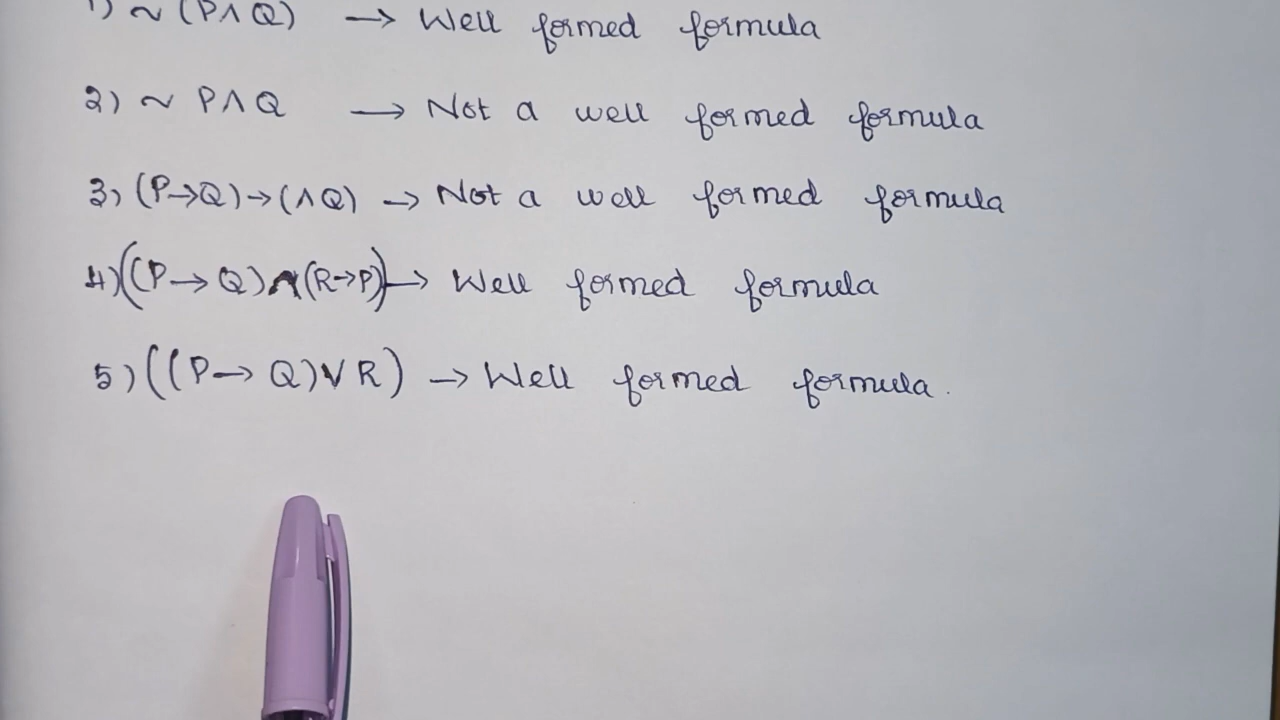 1) ~ (P∧Q) → Well formed formula
2) ~ P∧Q → Not a well formed formula
3) (P→Q)→(∧Q) → Not a well formed formula
4) ((P→Q)∧(R→P)) → Well formed formula
5) ((P→Q)∨R) → Well formed formula.